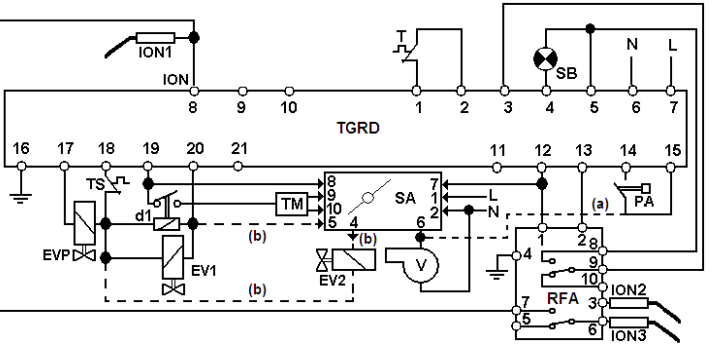 T
N
L
SB
ION1
ION
8
9
10
1
2
3
4
5
6
7
TGRD
16
17
18
19
20
21
11
12
13
14
15
TS
d1
TM
8
9
10
5
4
SA
7
1
2
6
L
N
(a)
PA
(b)
(b)
(b)
EVP
EV1
EV2
V
1
2
4
8
9
10
RFA
7
5
3
6
ION2
ION3